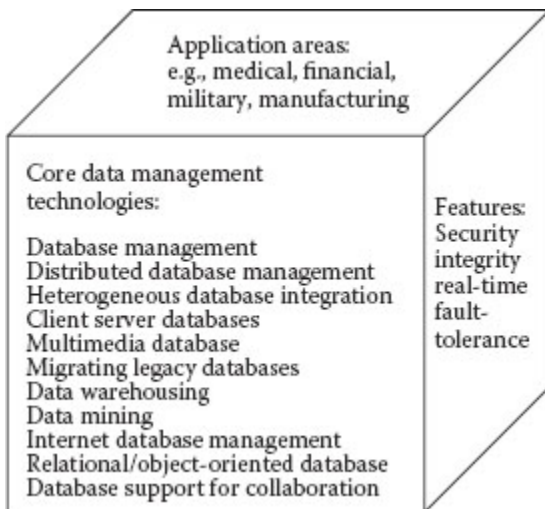 Application areas:
e.g., medical, financial,
military, manufacturing
Core data management
technologies:
Database management
Distributed database management
Heterogeneous database integration
Client server databases
Multimedia database
Migrating legacy databases
Data warehousing
Data mining
Internet database management
Relational/object-oriented database
Database support for collaboration
Features:
Security
integrity
real-time
fault-
tolerance